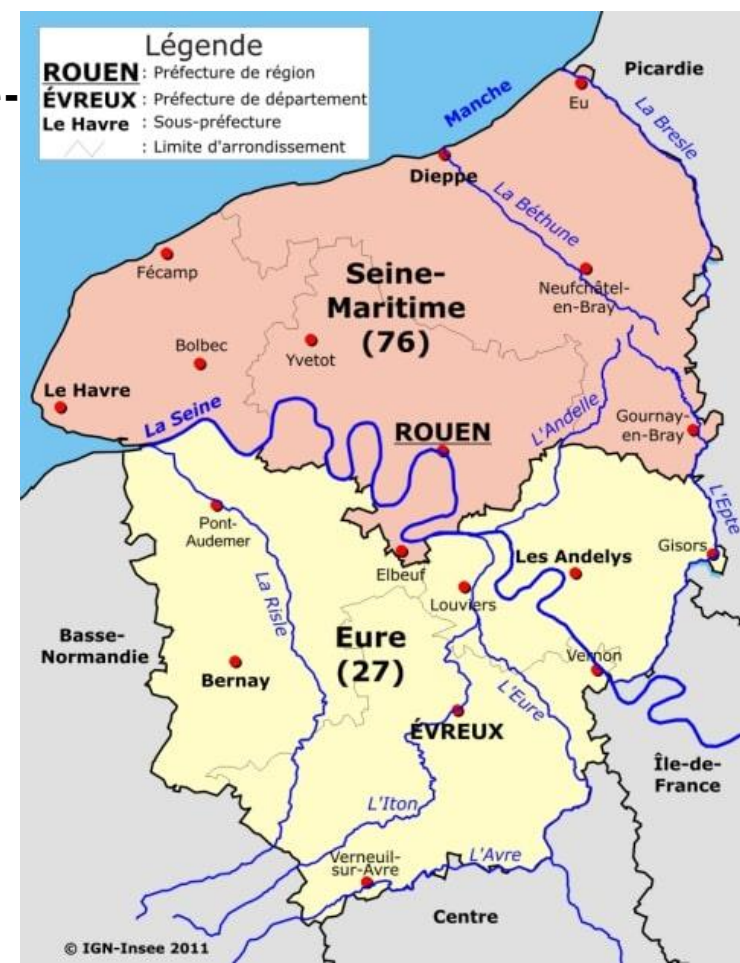 Légende
ROUEN : Préfecture de région
ÉVREUX : Préfecture de département
Le Havre : Sous-préfecture
: Limite d'arrondissement
-
Picardie
Manche
Eu
La Bresle
Dieppe
La Béthune
Fécamp
Seine-
Maritime
(76)
Neufchâtel-
en-Bray
Bolbec
Yvetot
Le Havre
La Seine
ROUEN
L'Andelle
Gournay-
en-Bray
L'Epte
Pont-
Audemer
Elbeuf
Les Andelys
Gisors
La Risle
Louviers
Basse-
Normandie
Eure
(27)
Bernay
Vernon
L'Eure
ÉVREUX
Île-de-
France
L'Iton
Verneuil-
sur-Avre
L'Avre
Centre
© IGN-Insee 2011